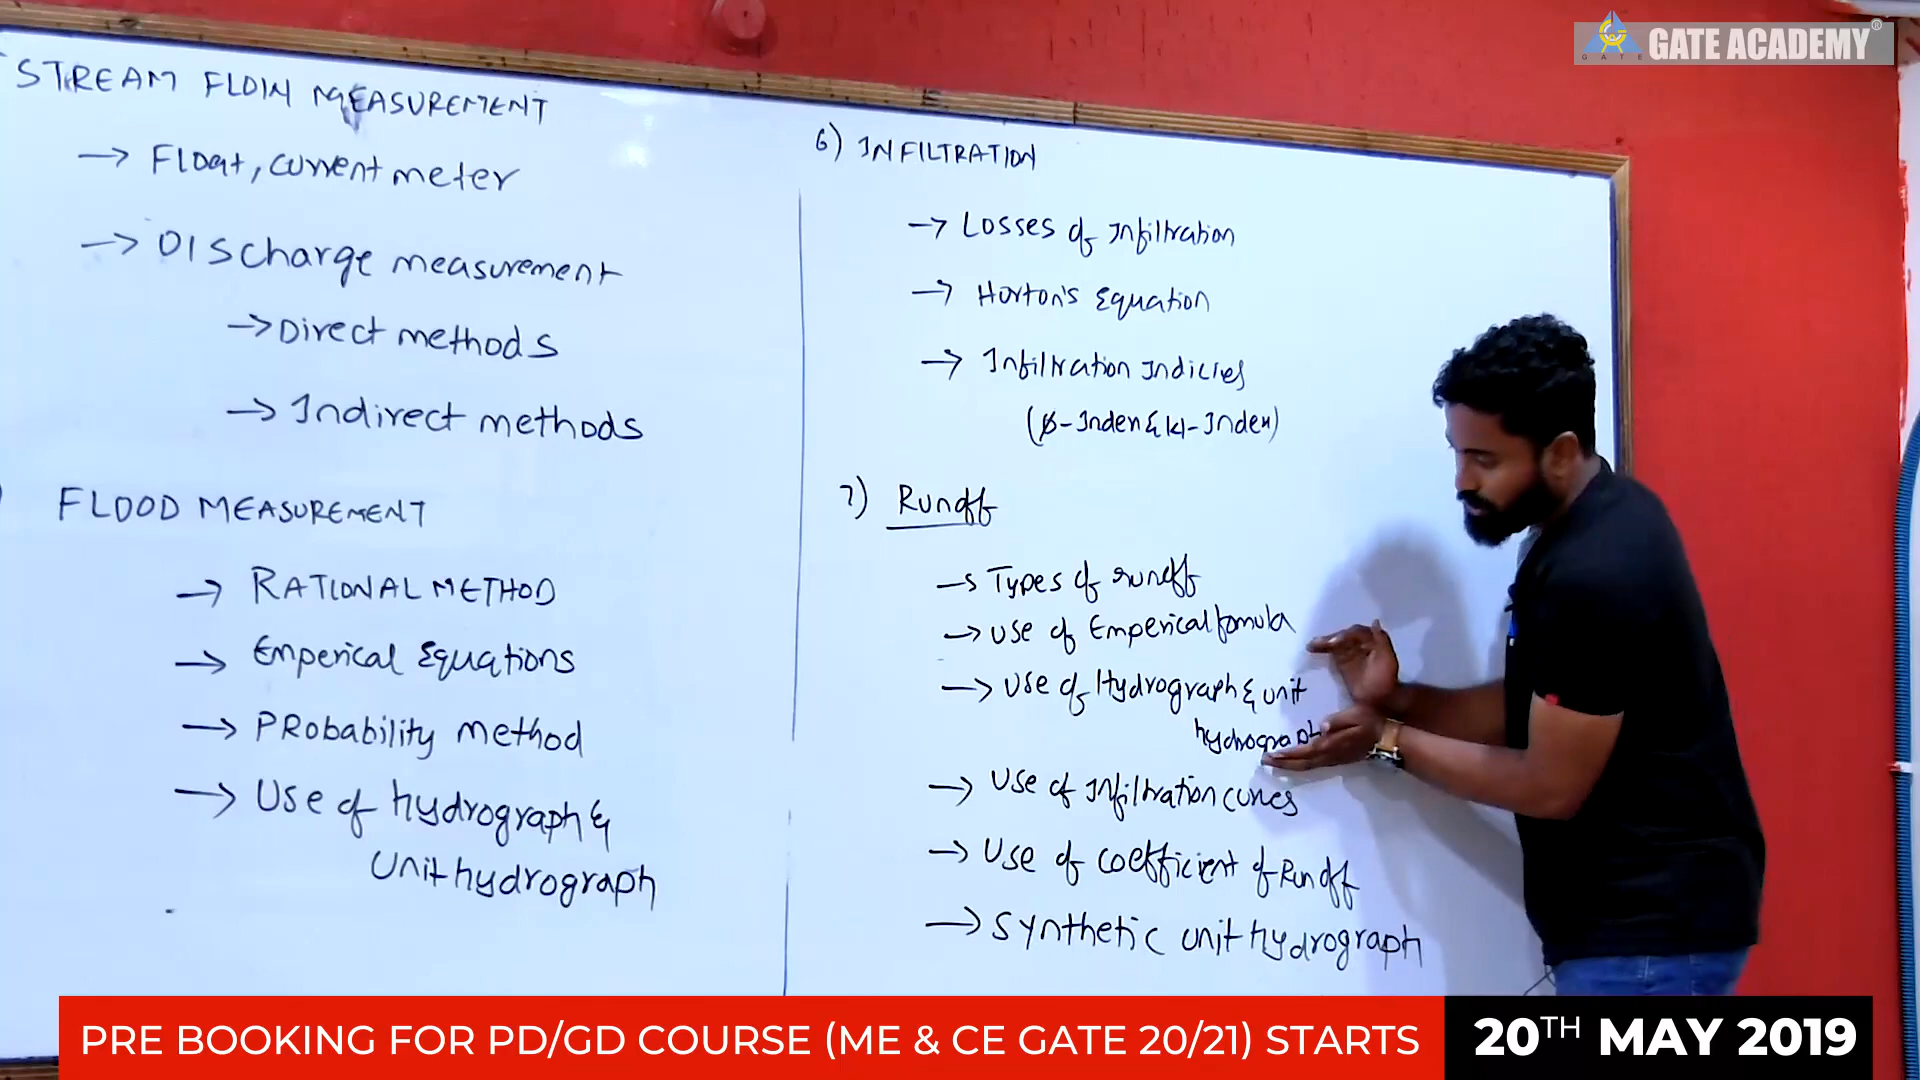 GATE ACADEMY
GATE
STREAM FLOW MEASUREMENT
→ Float, current meter
→ Discharge measurement
→ Direct methods
→ Indirect methods
FLOOD MEASUREMENT
→ RATIONAL METHOD
→ Emperical Equations
→ PRobability method
→ Use of hydrograph &
Unit hydrograph
6) INFILTRATION
→ Losses of Infiltration
→ Horton's Equation
→ Infiltration Indicies
(ϕ-Index & W-Index)
7) Runoff
→ Types of runoff
→ Use of Emperical fomula
→ Use of Hydrograph & unit
hydrograph
→ Use of Infiltration curves
→ Use of coefficient of Runoff
→ Synthetic unit hydrograph
PRE BOOKING FOR PD/GD COURSE (ME & CE GATE 20/21) STARTS
20TH MAY 2019